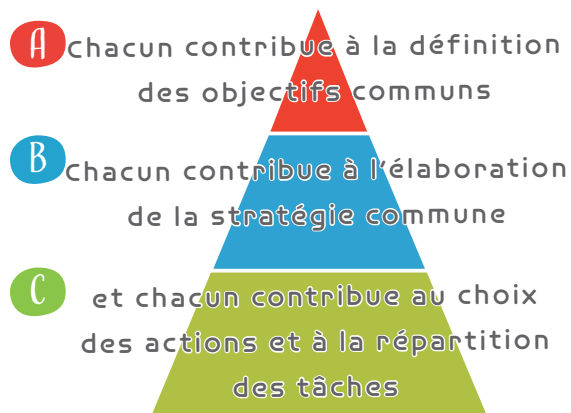 A chacun contribue à la définition
des objectifs communs
B chacun contribue à l'élaboration
de la stratégie commune
C et chacun contribue au choix
des actions et à la répartition
des tâches